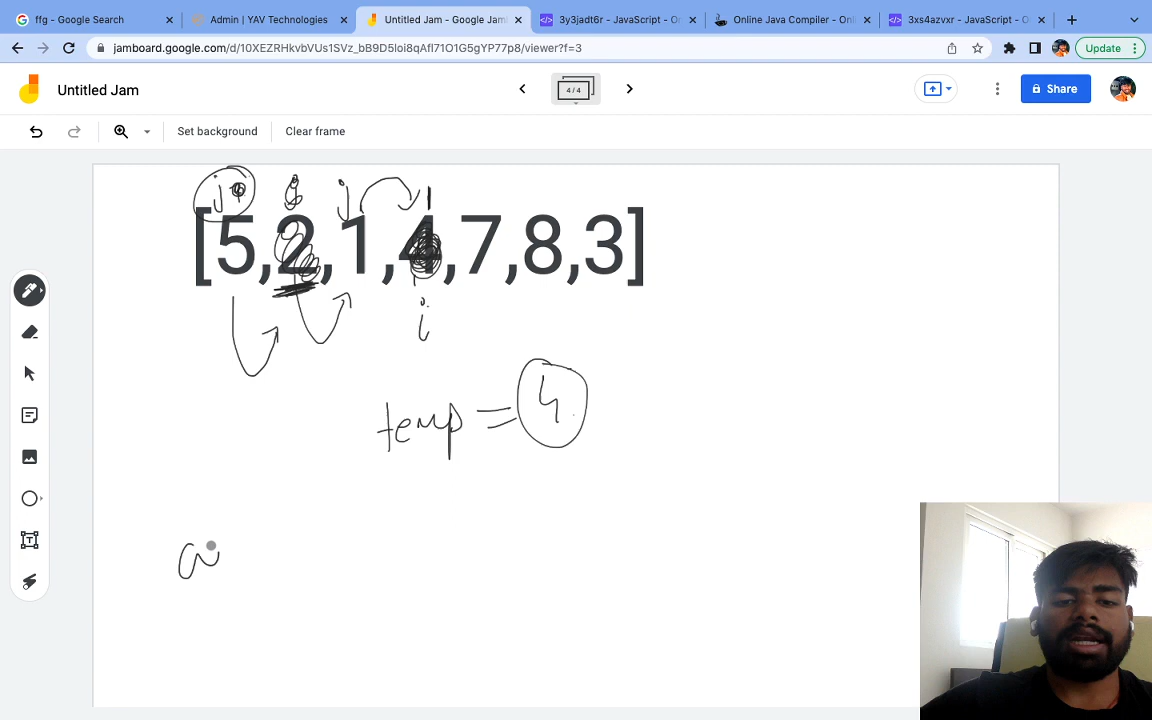 ffg - Google Search
Admin | YAV Technologies
Untitled Jam - Google Jam
3y3jadt6r - JavaScript - On
Online Java Compiler - Onl
3xs4azvxr - JavaScript - O
jamboard.google.com/d/10XEZRHkvbVUs1SVz_bB9D5loi8qAfI71O1G5gYP77p8/viewer?f=3
Update
Untitled Jam
4/4
Share
Set background
Clear frame
j j
[5,2,1,4,7,8,3]
i
temp = 4
a